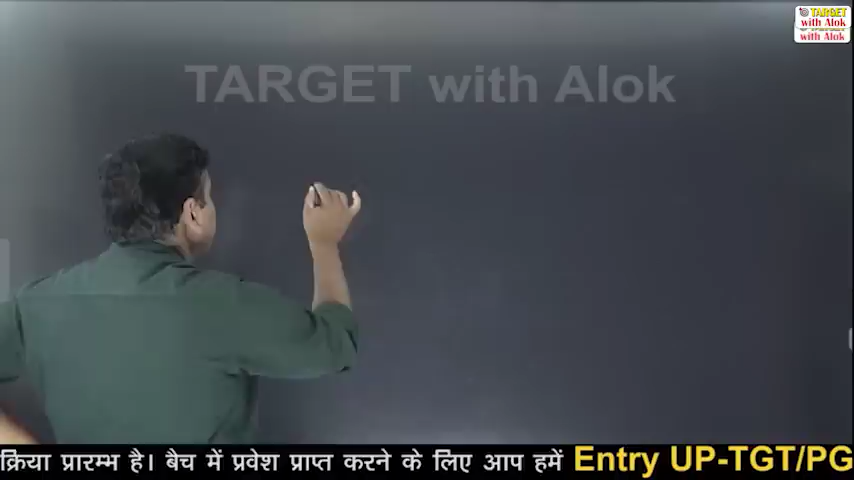 TARGET
with Alok
with Alok
TARGET with Alok
क्रिया प्रारम्भ है। बैच में प्रवेश प्राप्त करने के लिए आप हमें Entry UP-TGT/PG